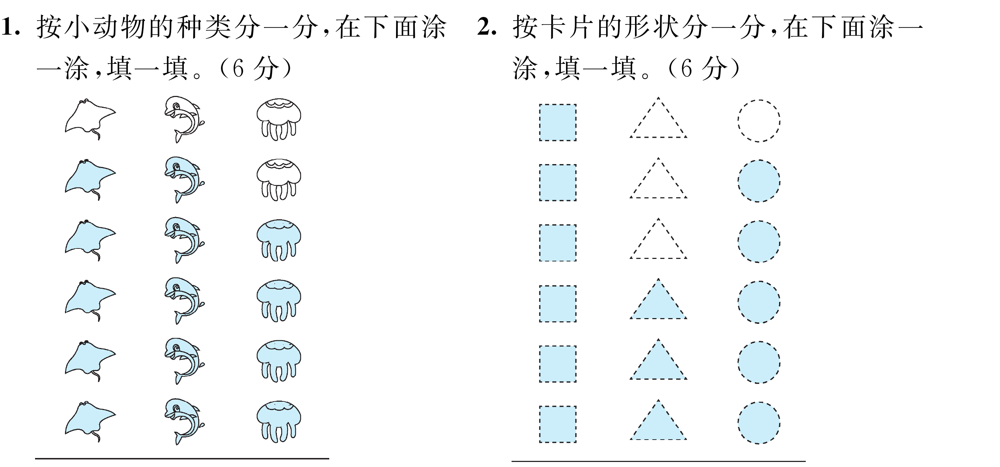 1. 按小动物的种类分一分,在下面涂
一涂,填一填。(6 分)
2. 按卡片的形状分一分,在下面涂一
涂,填一填。(6 分)